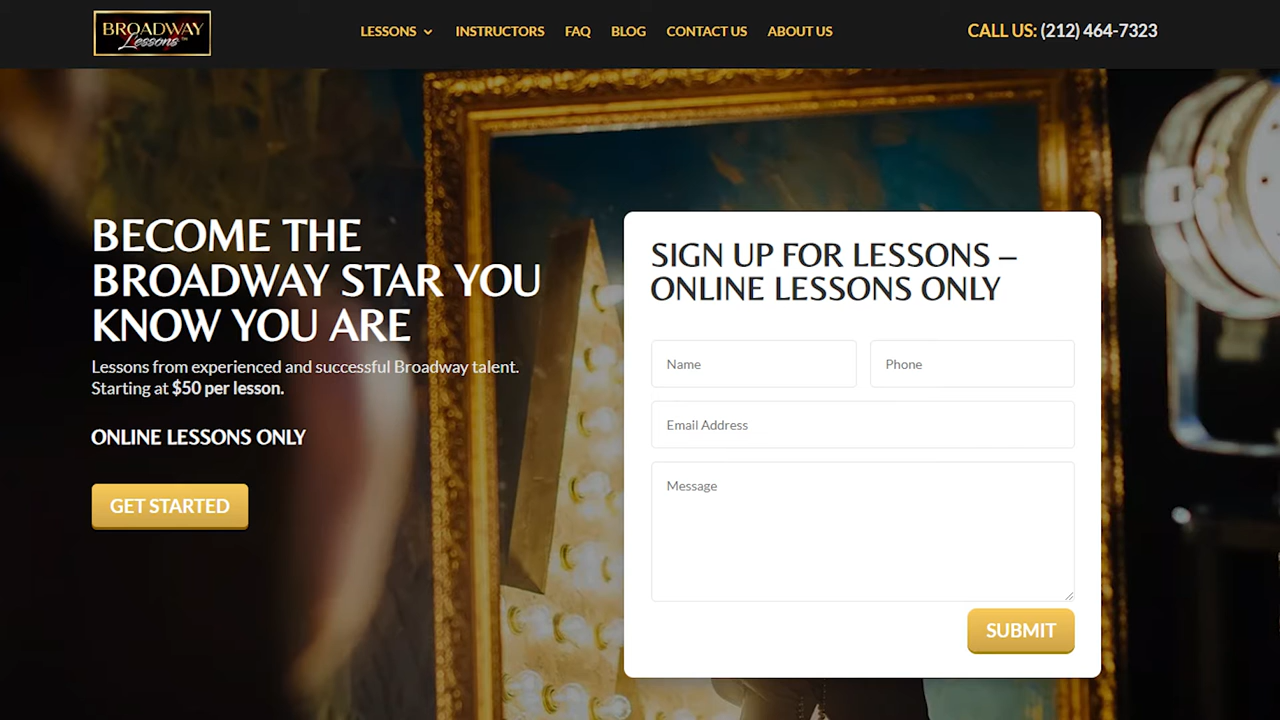 BROADWAY
Lessons™
LESSONS
INSTRUCTORS
FAQ
BLOG
CONTACT US
ABOUT US
CALL US: (212) 464-7323
BECOME THE
BROADWAY STAR YOU
KNOW YOU ARE
Lessons from experienced and successful Broadway talent.
Starting at $50 per lesson.
ONLINE LESSONS ONLY
GET STARTED
SIGN UP FOR LESSONS –
ONLINE LESSONS ONLY
Name
Phone
Email Address
Message
SUBMIT